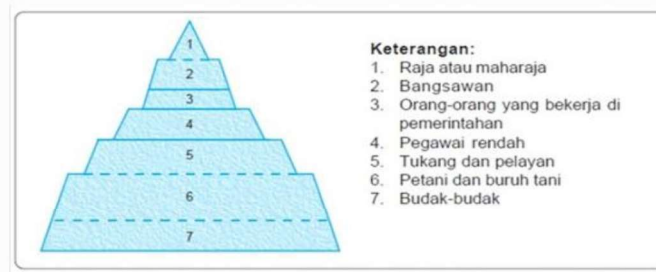 1
2
3
4
5
6
7
Keterangan:
1. Raja atau maharaja
2. Bangsawan
3. Orang-orang yang bekerja di
pemerintahan
4. Pegawai rendah
5. Tukang dan pelayan
6. Petani dan buruh tani
7. Budak-budak